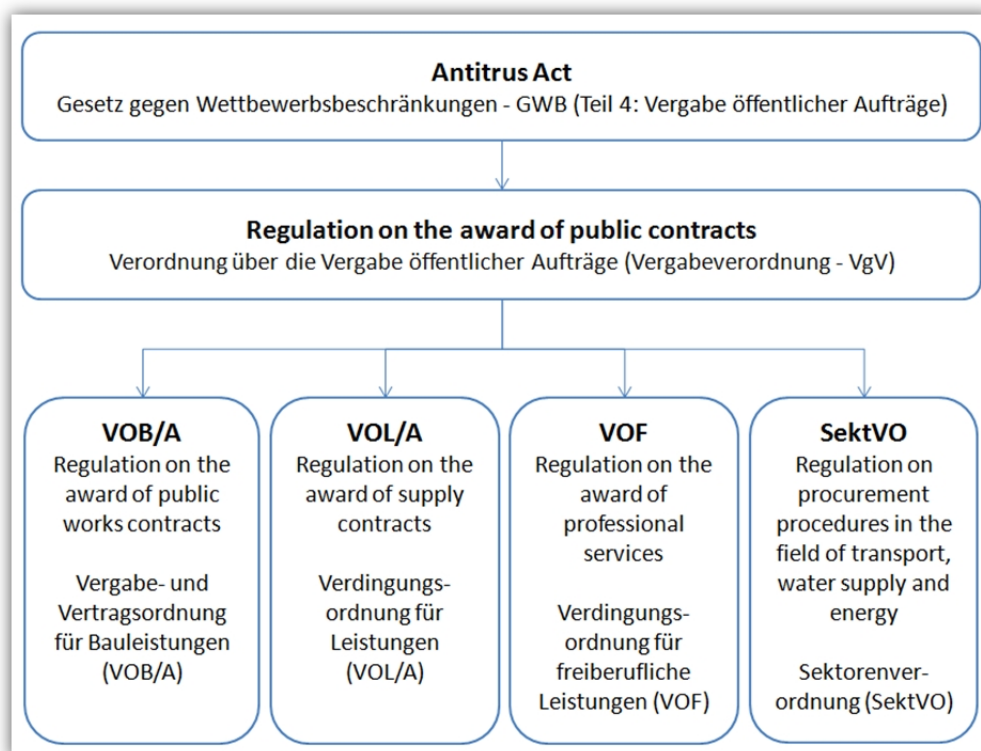 Antitrus Act
Gesetz gegen Wettbewerbsbeschränkungen - GWB (Teil 4: Vergabe öffentlicher Aufträge)
Regulation on the award of public contracts
Verordnung über die Vergabe öffentlicher Aufträge (Vergabeverordnung - VgV)
VOB/A
Regulation on the
award of public
works contracts
Vergabe- und
Vertragsordnung
für Bauleistungen
(VOB/A)
VOL/A
Regulation on the
award of supply
contracts
Verdingungs-
ordnung für
Leistungen
(VOL/A)
VOF
Regulation on the
award of
professional
services
Verdingungs-
ordnung für
freiberufliche
Leistungen (VOF)
SektVO
Regulation on
procurement
procedures in the
field of transport,
water supply and
energy
Sektorenver-
ordnung (SektVO)